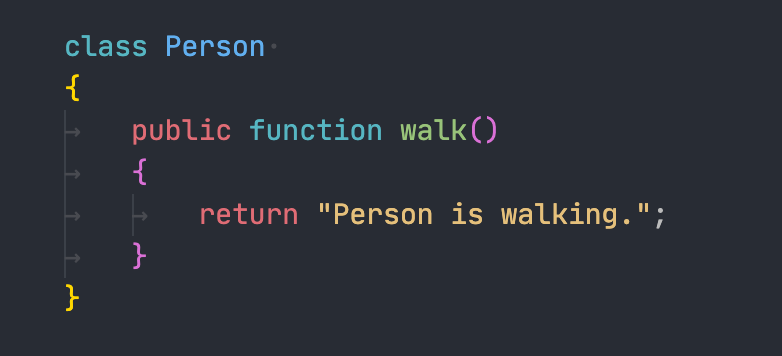 class Person
{
    public function walk()
    {
        return "Person is walking.";
    }
}